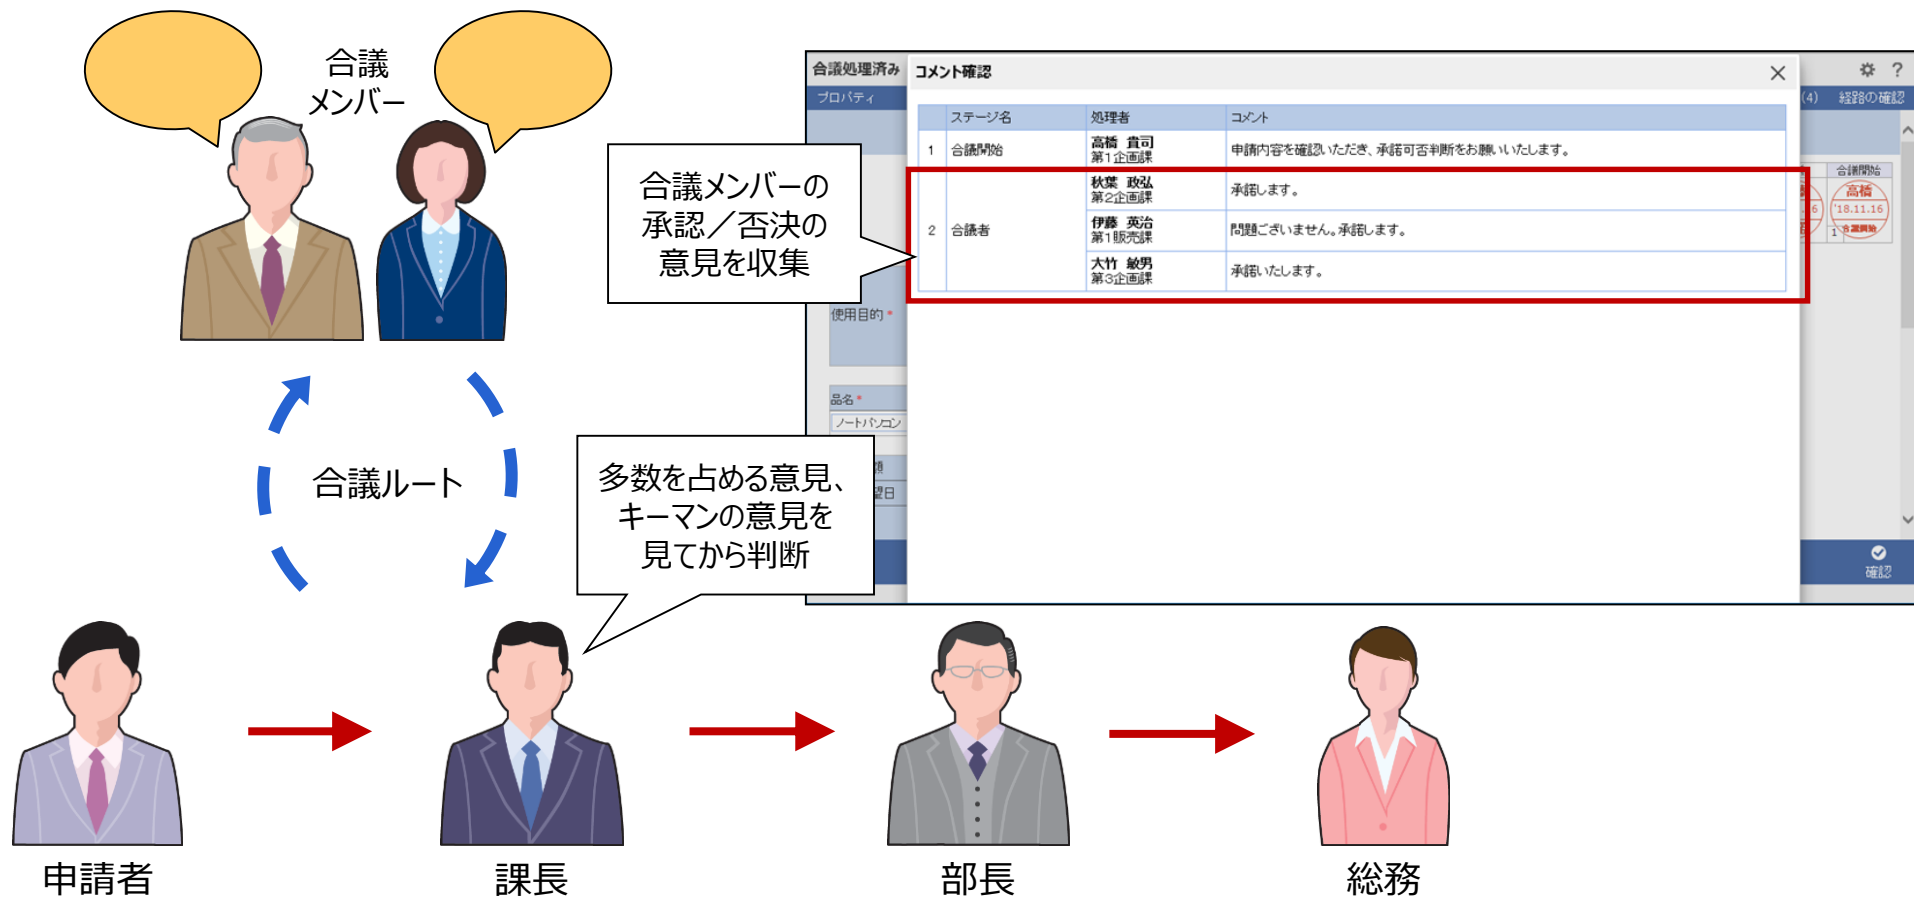 合議
メンバー
合議処理済み
コメント確認
?
プロパティ
(4)
経路の確認
ステージ名
処理者
コメント
1
合議開始
高橋 貴司
第1企画課
申請内容を確認いただき、承諾可否判断をお願いいたします。
2
合議者
秋葉 政弘
第2企画課
承諾します。
伊藤 英治
第1販売課
問題ございません。承諾します。
大竹 敏男
第3企画課
承諾いたします。
合議開始
高橋
'18.11.16
1
合議開始
合議メンバーの
承認／否決の
意見を収集
使用目的 *
品名 *
ノートパソコン
望日
確認
合議ルート
多数を占める意見、
キーマンの意見を
見てから判断
申請者
課長
部長
総務